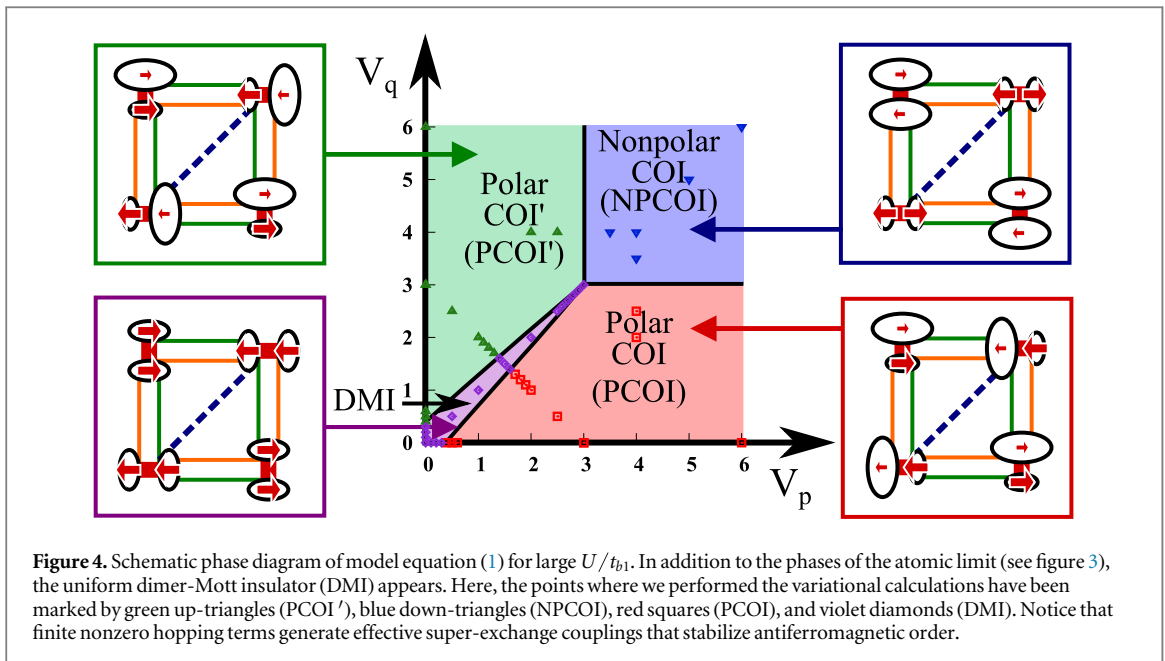 V_q
6
5
4
3
2
1
0
0 1 2 3 4 5 6
V_p
Polar
COI'
(PCOI')
Nonpolar
COI
(NPCOI)
Polar
COI
(PCOI)
DMI
Figure 4. Schematic phase diagram of model equation (1) for large U/t_{b1}. In addition to the phases of the atomic limit (see figure 3),
the uniform dimer-Mott insulator (DMI) appears. Here, the points where we performed the variational calculations have been
marked by green up-triangles (PCOI′), blue down-triangles (NPCOI), red squares (PCOI), and violet diamonds (DMI). Notice that
finite nonzero hopping terms generate effective super-exchange couplings that stabilize antiferromagnetic order.